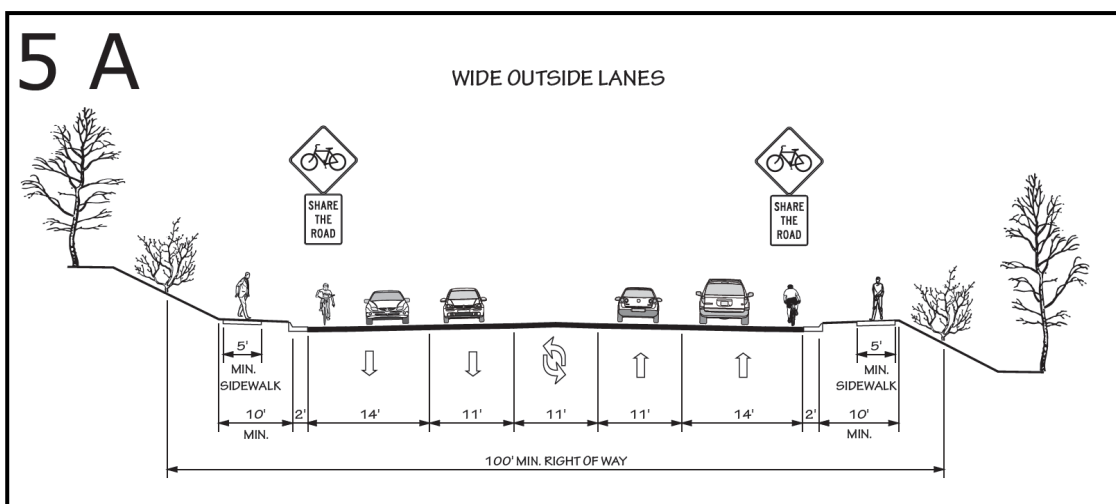 5 A
WIDE OUTSIDE LANES
SHARE
THE
ROAD
SHARE
THE
ROAD
5'
MIN.
SIDEWALK
5'
MIN.
SIDEWALK
10' 2' 14' 11' 11' 11' 14' 2' 10'
MIN. MIN.
100' MIN. RIGHT OF WAY